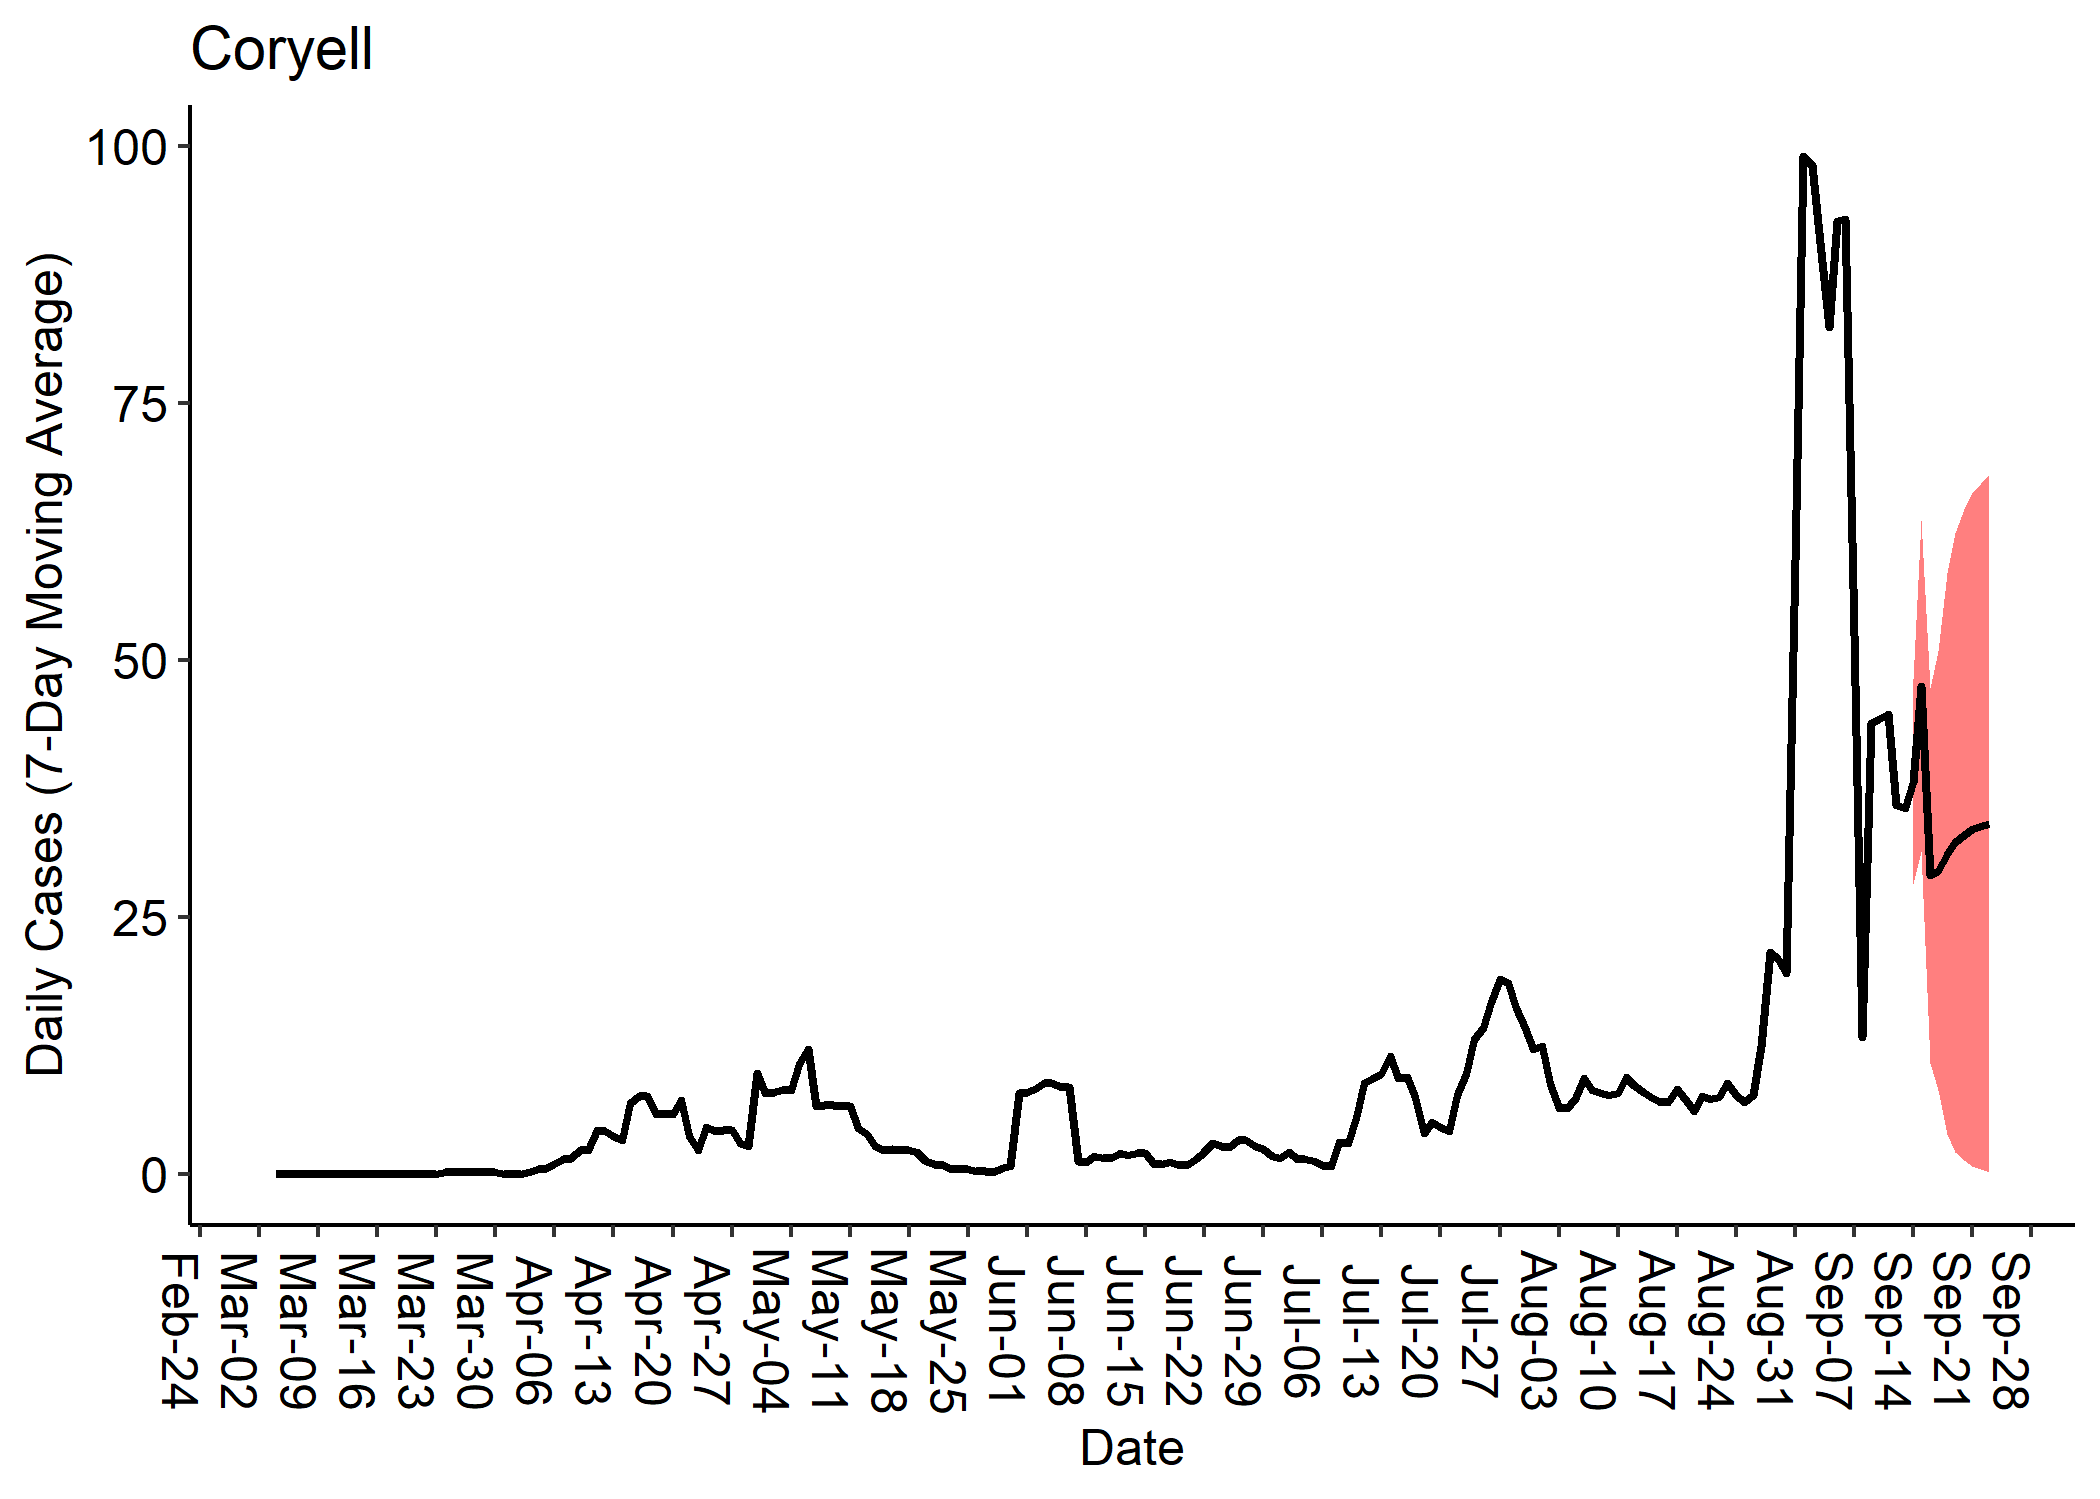 Coryell
Daily Cases (7-Day Moving Average)
100
75
50
25
0
Feb-24
Mar-02
Mar-09
Mar-16
Mar-23
Mar-30
Apr-06
Apr-13
Apr-20
Apr-27
May-04
May-11
May-18
May-25
Jun-01
Jun-08
Jun-15
Jun-22
Jun-29
Jul-06
Jul-13
Jul-20
Jul-27
Aug-03
Aug-10
Aug-17
Aug-24
Aug-31
Sep-07
Sep-14
Sep-21
Sep-28
Date